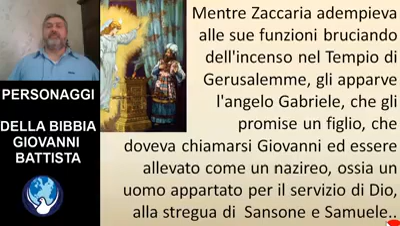 PERSONAGGI
DELLA BIBBIA
GIOVANNI
BATTISTA
Mentre Zaccaria adempieva
alle sue funzioni bruciando
dell'incenso nel Tempio di
Gerusalemme, gli apparve
l'angelo Gabriele, che gli
promise un figlio, che
doveva chiamarsi Giovanni ed essere
allevato come un nazireo, ossia un
uomo appartato per il servizio di Dio,
alla stregua di Sansone e Samuele..